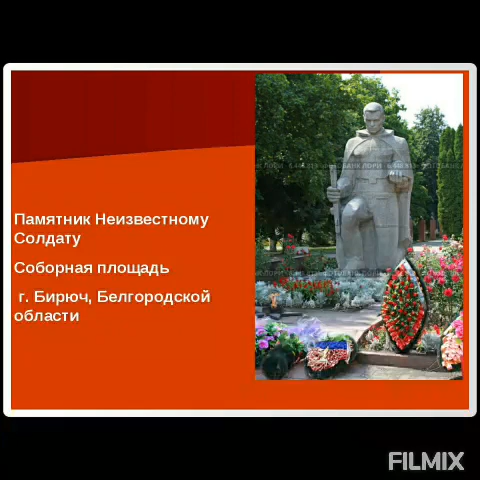 Памятник Неизвестному
Солдату
Соборная площадь
г. Бирюч, Белгородской
области
FILMIX